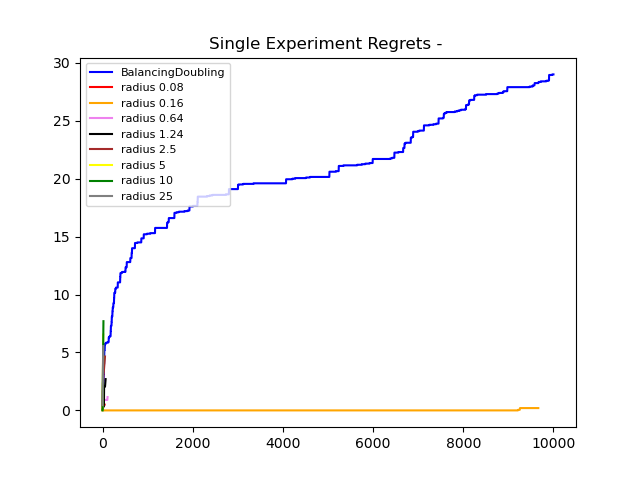 Single Experiment Regrets -
BalancingDoubling
radius 0.08
radius 0.16
radius 0.64
radius 1.24
radius 2.5
radius 5
radius 10
radius 25
30
25
20
15
10
5
0
0 2000 4000 6000 8000 10000